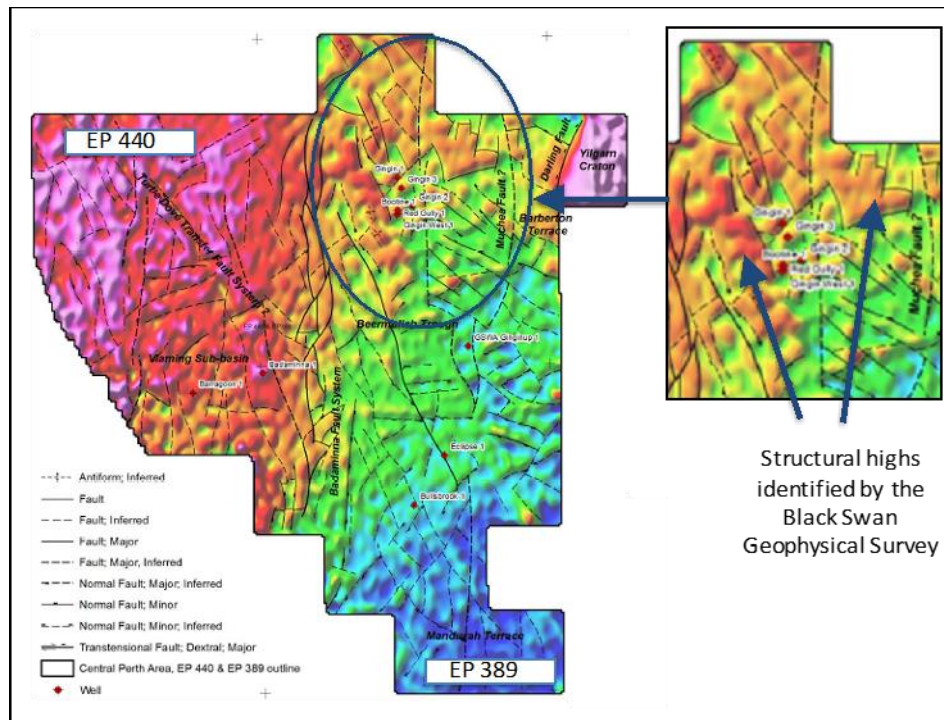 EP 440
Turtle Dove Transfer Fault System ?
Vlaming Sub-basin
Barragoon 1
Badaminna 1
Badaminna Fault System
Beermullah Trough
Gingin 1
Gingin 3
Gingin 2
Bootine 1
Red Gully 1
Gingin West 1
Muchea Fault ?
Darling Fault
Yilgarn
Craton
Barberton
Terrace
GSWA Gingilup 1
Eclipse 1
Bullsbrook 1
Mandurah Terrace
EP 389
Antiform; Inferred
Fault
Fault; Inferred
Fault; Major
Fault; Major, Inferred
Normal Fault; Major; Inferred
Normal Fault; Minor
Normal Fault; Minor; Inferred
Transtensional Fault; Dextral; Major
Central Perth Area, EP 440 & EP 389 outline
Well
Gingin 1
Gingin 3
Gingin 2
Bootine 1
Red Gully 1
Gingin West 1
Muchea Fault ?
Structural highs
identified by the
Black Swan
Geophysical Survey